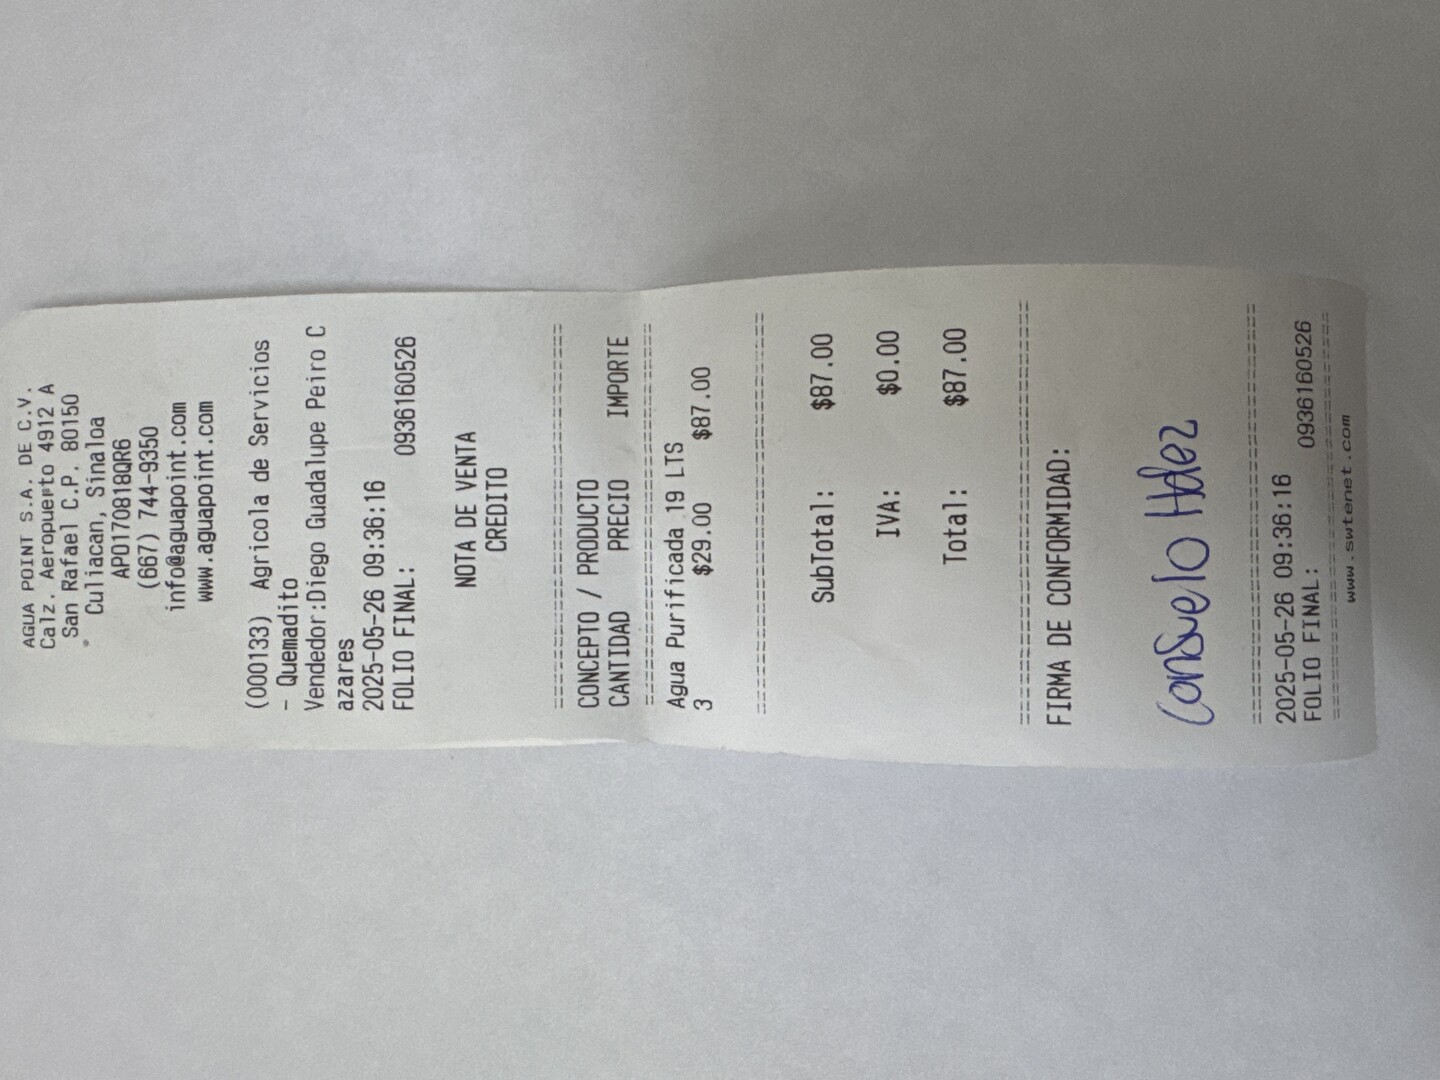 AGUA POINT S.A. DE C.V.
Calz. Aeropuerto 4912 A
San Rafael C.P. 80150
Culiacan, Sinaloa
APO170818QR6
(667) 744-9350
info@aguapoint.com
www.aguapoint.com
(000133) Agricola de Servicios
- Quemadito
Vendedor:Diego Guadalupe Peiro C
azares
2025-05-26 09:36:16
FOLIO FINAL: 0936160526
NOTA DE VENTA
CREDITO
CONCEPTO / PRODUCTO
CANTIDAD PRECIO IMPORTE
Agua Purificada 19 LTS
3 $29.00 $87.00
SubTotal: $87.00
IVA: $0.00
Total: $87.00
FIRMA DE CONFORMIDAD:
Consuelo Hdez
2025-05-26 09:36:16
FOLIO FINAL: 0936160526
www.swtenet.com